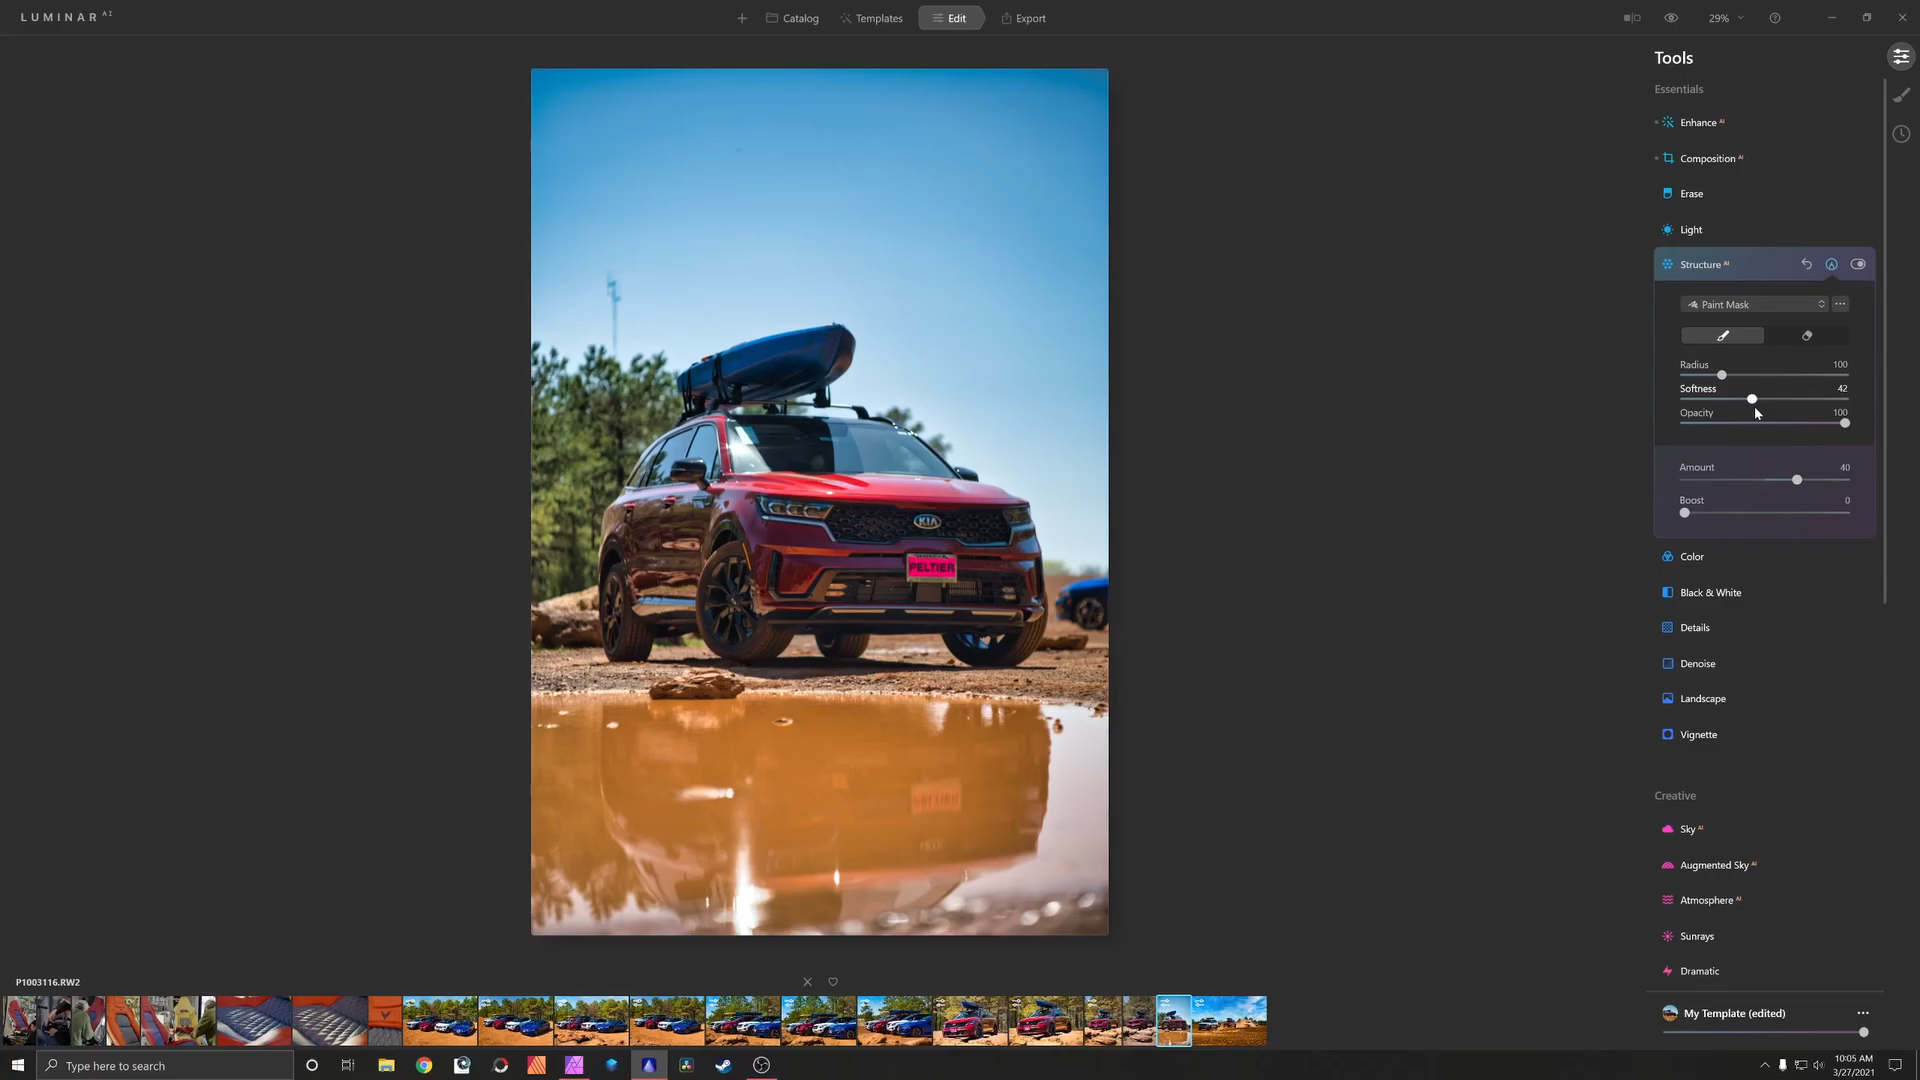 LUMINAR AI
Catalog
Templates
Edit
Export
29%
Tools
Essentials
Enhance AI
Composition AI
Erase
Light
Structure AI
Paint Mask
Radius 100
Softness 42
Opacity 100
Amount 40
Boost 0
Color
Black & White
Details
Denoise
Landscape
Vignette
Creative
Sky AI
Augmented Sky AI
Atmosphere AI
Sunrays
Dramatic
My Template (edited)
KIA
PELTIER
P1003116.RW2
Type here to search
10:05 AM
3/27/2021